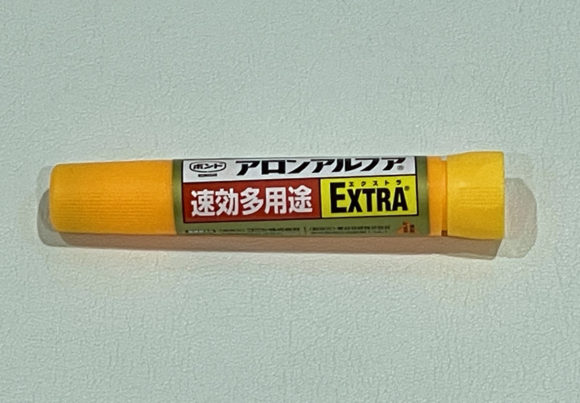 ボンド アロンアルフア®
速効多用途
エクストラ
EXTRA®